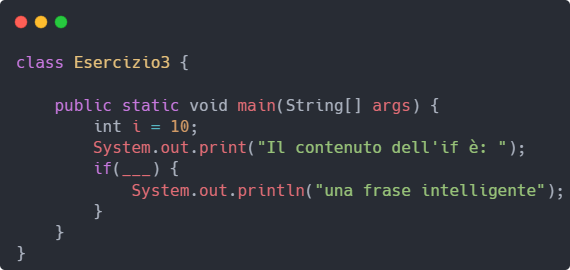 class Esercizio3 {
public static void main(String[] args) {
int i = 10;
System.out.print("Il contenuto dell'if è: ");
if(___) {
System.out.println("una frase intelligente");
}
}
}